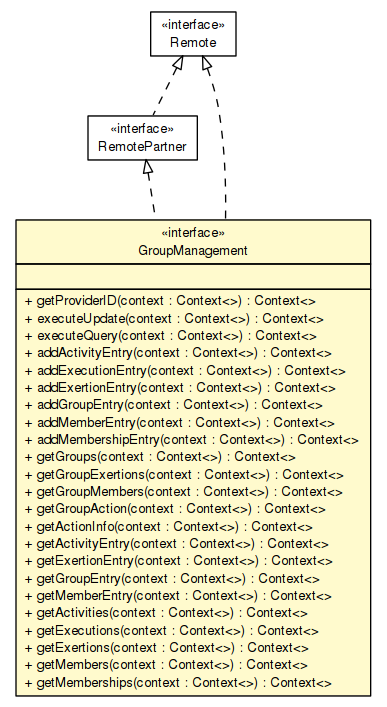 «interface»
Remote
«interface»
RemotePartner
«interface»
GroupManagement
+ getProviderID(context : Context<>) : Context<>
+ executeUpdate(context : Context<>) : Context<>
+ executeQuery(context : Context<>) : Context<>
+ addActivityEntry(context : Context<>) : Context<>
+ addExecutionEntry(context : Context<>) : Context<>
+ addExertionEntry(context : Context<>) : Context<>
+ addGroupEntry(context : Context<>) : Context<>
+ addMemberEntry(context : Context<>) : Context<>
+ addMembershipEntry(context : Context<>) : Context<>
+ getGroups(context : Context<>) : Context<>
+ getGroupExertions(context : Context<>) : Context<>
+ getGroupMembers(context : Context<>) : Context<>
+ getGroupAction(context : Context<>) : Context<>
+ getActionInfo(context : Context<>) : Context<>
+ getActivityEntry(context : Context<>) : Context<>
+ getExertionEntry(context : Context<>) : Context<>
+ getGroupEntry(context : Context<>) : Context<>
+ getMemberEntry(context : Context<>) : Context<>
+ getActivities(context : Context<>) : Context<>
+ getExecutions(context : Context<>) : Context<>
+ getExertions(context : Context<>) : Context<>
+ getMembers(context : Context<>) : Context<>
+ getMemberships(context : Context<>) : Context<>